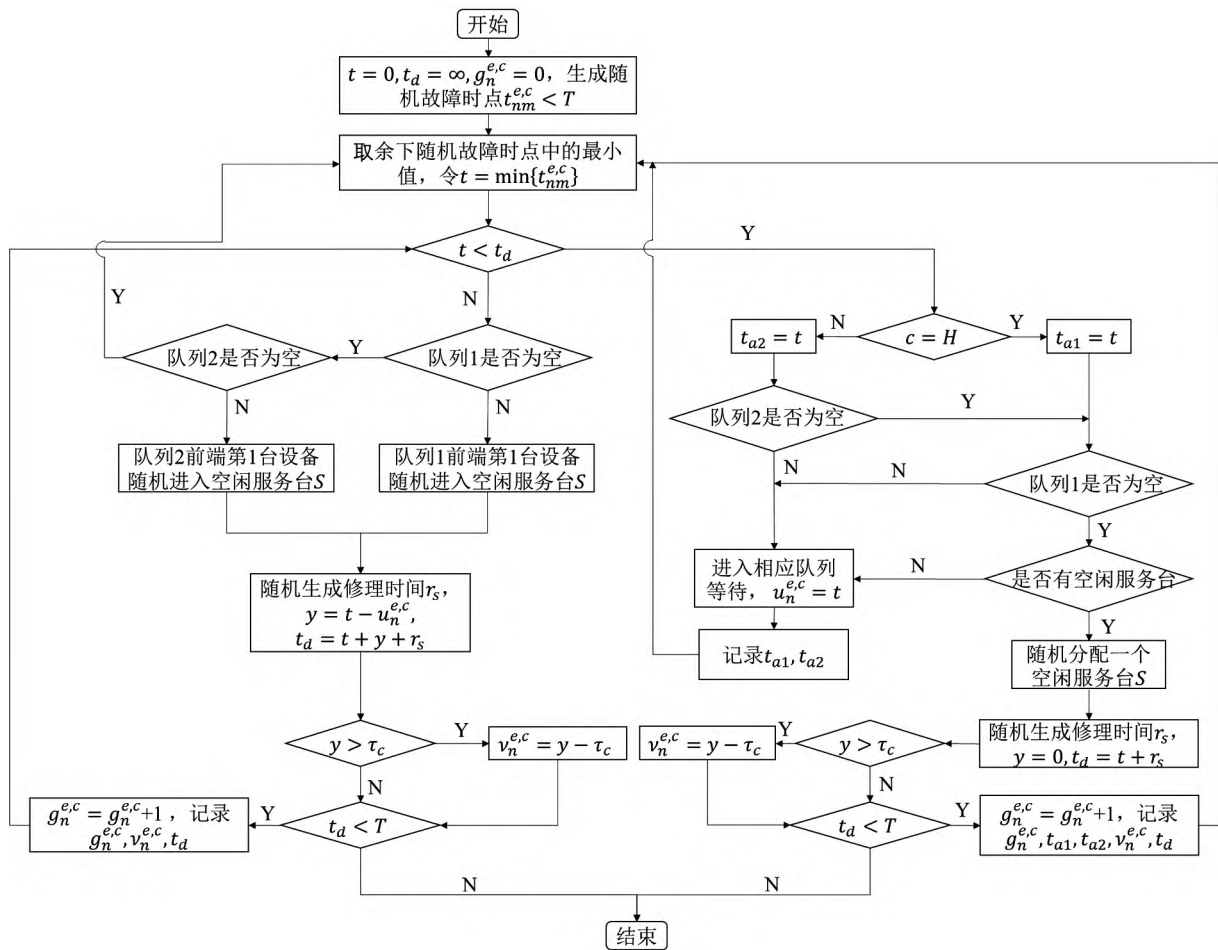 开始
t = 0, t_d = ∞, g_n^{e,c} = 0，生成随
机故障时点t_{nm}^{e,c} < T
取余下随机故障时点中的最小
值，令t = min{t_{nm}^{e,c}}
t < t_d
Y
N
Y
队列2是否为空
Y
队列1是否为空
N
N
队列2前端第1台设备
随机进入空闲服务台S
队列1前端第1台设备
随机进入空闲服务台S
随机生成修理时间r_s，
y = t − u_n^{e,c},
t_d = t + y + r_s
y > τ_c
Y
ν_n^{e,c} = y − τ_c
N
t_d < T
Y
g_n^{e,c} = g_n^{e,c}+1，记录
g_n^{e,c}, ν_n^{e,c}, t_d
N
t_{a2} = t
N
c = H
Y
t_{a1} = t
队列2是否为空
Y
N
N
队列1是否为空
Y
进入相应队列
等待，u_n^{e,c} = t
N
是否有空闲服务台
Y
记录t_{a1}, t_{a2}
随机分配一个
空闲服务台S
随机生成修理时间r_s，
y = 0, t_d = t + r_s
ν_n^{e,c} = y − τ_c
Y
y > τ_c
N
t_d < T
Y
g_n^{e,c} = g_n^{e,c}+1，记录
g_n^{e,c}, t_{a1}, t_{a2}, ν_n^{e,c}, t_d
N
结束